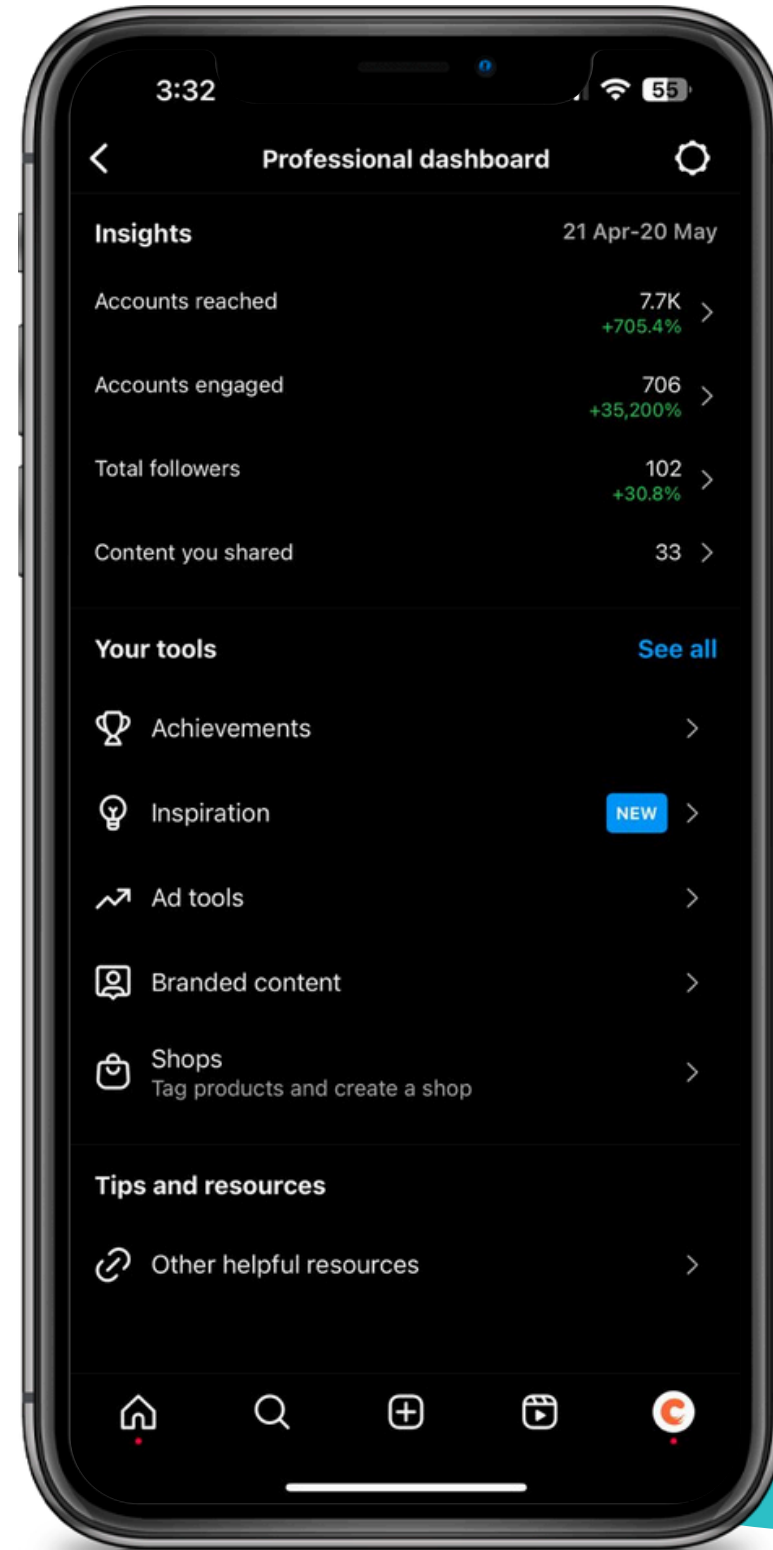 3:32
55
Professional dashboard
Insights
21 Apr-20 May
Accounts reached
7.7K
+705.4%
Accounts engaged
706
+35,200%
Total followers
102
+30.8%
Content you shared
33
Your tools
See all
Achievements
Inspiration
NEW
Ad tools
Branded content
Shops
Tag products and create a shop
Tips and resources
Other helpful resources
C